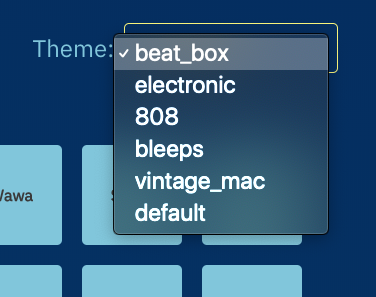 Theme:
beat_box
electronic
808
bleeps
vintage_mac
default